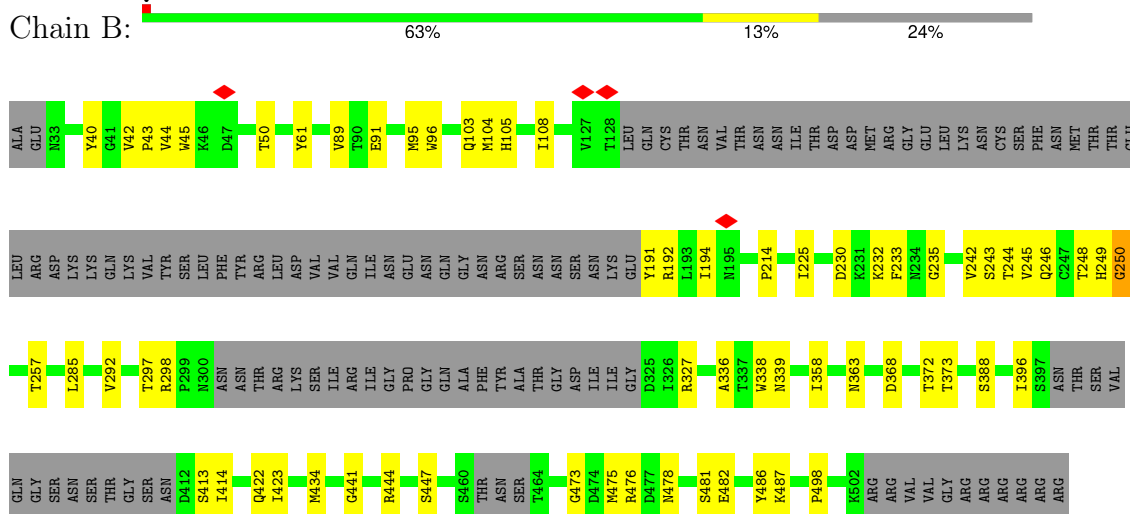 Chain B:
63% 13% 24%
ALA GLU N33 Y40 G41 V42 P43 V44 W45 K46 D47 T50 Y61 V89 T90 E91 M95 W96 Q103 M104 H105 I108 V127 T128 LEU GLN CYS THR ASN VAL THR ASN ASN ILE THR ASP ASP MET ARG GLY GLU LEU LYS ASN CYS SER PHE ASN MET THR THR
LEU ARG ASP LYS LYS GLN LYS VAL TYR SER LEU PHE TYR ARG LEU ASP VAL VAL GLN ILE ASN GLU ASN GLN GLY ASN ARG SER ASN ASN SER ASN LYS GLU Y191 R192 L193 I194 N195 P214 I225 D230 K231 K232 F233 N234 G235 V242 S243 T244 V245 Q246 C247 T248 H249 G250
T257 L285 V292 T297 R298 P299 N300 ASN ASN THR ARG LYS SER ILE ARG ILE GLY PRO GLY GLN ALA PHE TYR ALA THR GLY ASP ILE ILE GLY D325 I326 R327 A336 T337 W338 N339 I358 N363 D368 T372 T373 S388 I396 S397 ASN THR SER VAL
GLN GLY SER ASN SER THR GLY SER ASN D412 S413 I414 Q422 I423 M434 G441 R444 S447 S460 THR ASN SER T464 G473 D474 M475 R476 D477 N478 S481 E482 Y486 K487 P498 K502 ARG ARG VAL VAL GLY ARG ARG ARG ARG ARG ARG